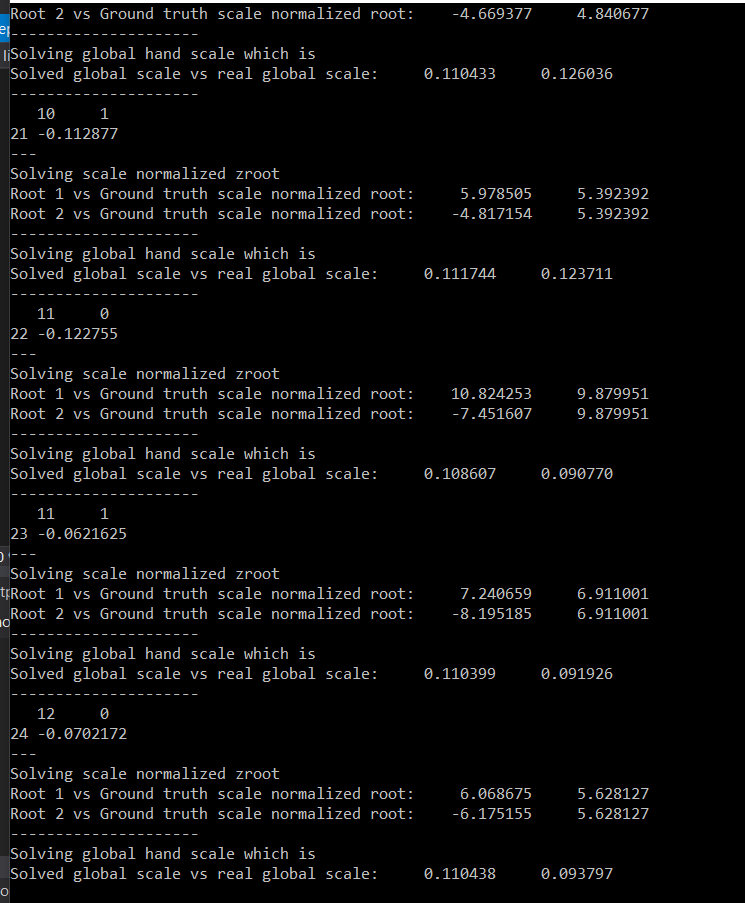 Root 2 vs Ground truth scale normalized root: -4.669377 4.840677
---------------------
Solving global hand scale which is
Solved global scale vs real global scale: 0.110433 0.126036
---------------------
10 1
21 -0.112877
---
Solving scale normalized zroot
Root 1 vs Ground truth scale normalized root: 5.978505 5.392392
Root 2 vs Ground truth scale normalized root: -4.817154 5.392392
---------------------
Solving global hand scale which is
Solved global scale vs real global scale: 0.111744 0.123711
---------------------
11 0
22 -0.122755
---
Solving scale normalized zroot
Root 1 vs Ground truth scale normalized root: 10.824253 9.879951
Root 2 vs Ground truth scale normalized root: -7.451607 9.879951
---------------------
Solving global hand scale which is
Solved global scale vs real global scale: 0.108607 0.090770
---------------------
11 1
23 -0.0621625
---
Solving scale normalized zroot
Root 1 vs Ground truth scale normalized root: 7.240659 6.911001
Root 2 vs Ground truth scale normalized root: -8.195185 6.911001
---------------------
Solving global hand scale which is
Solved global scale vs real global scale: 0.110399 0.091926
---------------------
12 0
24 -0.0702172
---
Solving scale normalized zroot
Root 1 vs Ground truth scale normalized root: 6.068675 5.628127
Root 2 vs Ground truth scale normalized root: -6.175155 5.628127
---------------------
Solving global hand scale which is
Solved global scale vs real global scale: 0.110438 0.093797